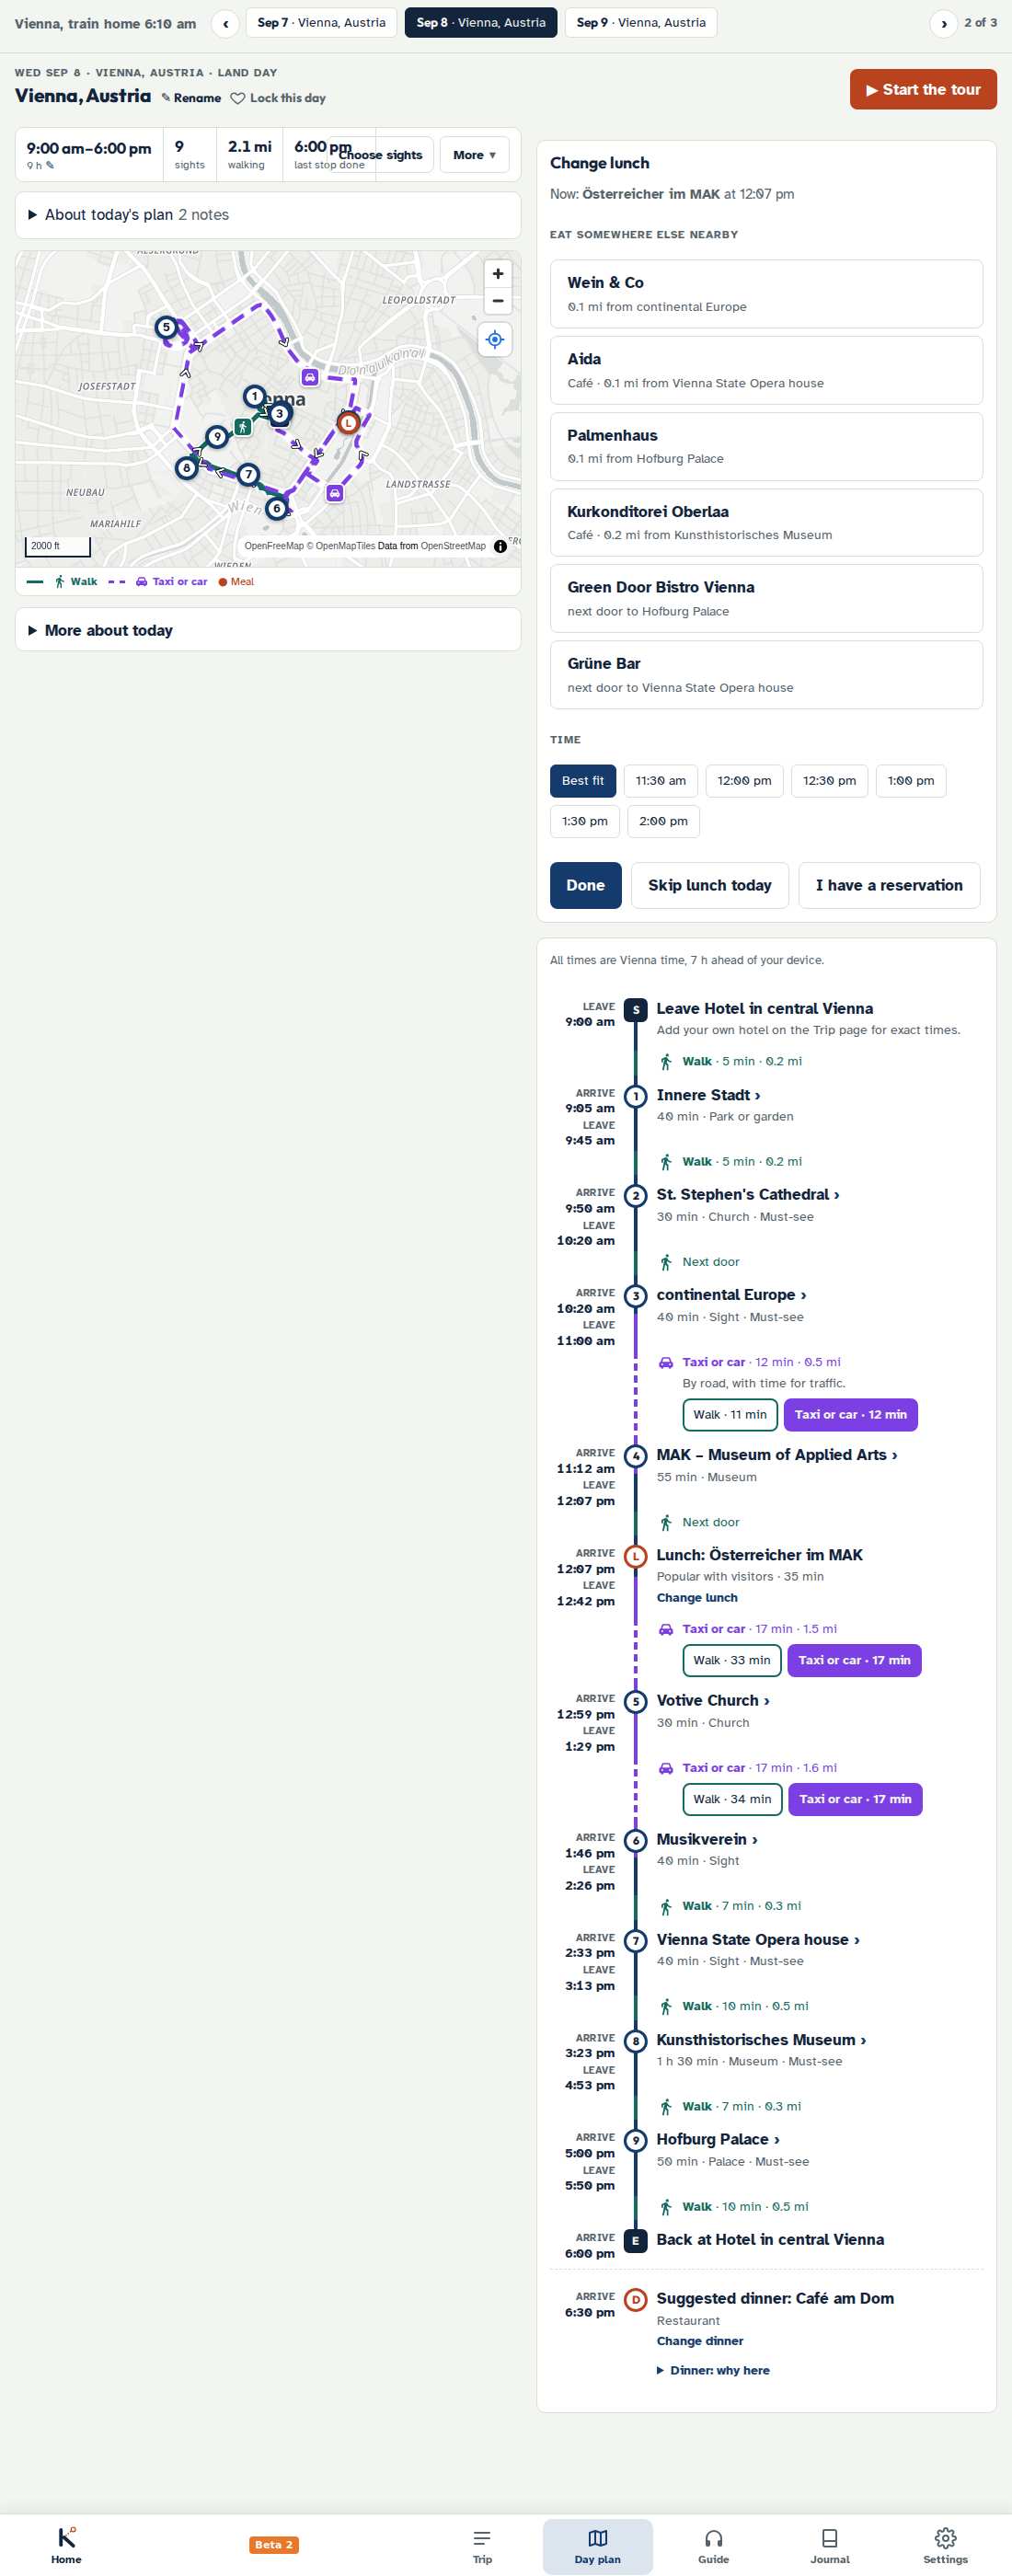 Vienna, train home 6:10 am
‹
Sep 7 · Vienna, Austria
Sep 8 · Vienna, Austria
Sep 9 · Vienna, Austria
›
2 of 3
WED SEP 8 · VIENNA, AUSTRIA · LAND DAY
Vienna, Austria
✎ Rename
Lock this day
▶ Start the tour
9:00 am–6:00 pm
9 h ✎
9
sights
2.1 mi
walking
6:00 pm
last stop done
Choose sights
More ▼
▶ About today's plan 2 notes
ALSERGRUND
LEOPOLDSTADT
Donaukanal
JOSEFSTADT
enna
LANDSTRASSE
NEUBAU
MARIAHILF
Wien
WIEDEN
5
1
3
L
9
8
7
6
+
−
2000 ft
OpenFreeMap © OpenMapTiles Data from OpenStreetMap
Walk
Taxi or car
Meal
▶ More about today
Change lunch
Now: Österreicher im MAK at 12:07 pm
EAT SOMEWHERE ELSE NEARBY
Wein & Co
0.1 mi from continental Europe
Aida
Café · 0.1 mi from Vienna State Opera house
Palmenhaus
0.1 mi from Hofburg Palace
Kurkonditorei Oberlaa
Café · 0.2 mi from Kunsthistorisches Museum
Green Door Bistro Vienna
next door to Hofburg Palace
Grüne Bar
next door to Vienna State Opera house
TIME
Best fit
11:30 am
12:00 pm
12:30 pm
1:00 pm
1:30 pm
2:00 pm
Done
Skip lunch today
I have a reservation
All times are Vienna time, 7 h ahead of your device.
LEAVE
9:00 am
S
Leave Hotel in central Vienna
Add your own hotel on the Trip page for exact times.
Walk · 5 min · 0.2 mi
ARRIVE
9:05 am
LEAVE
9:45 am
1
Innere Stadt ›
40 min · Park or garden
Walk · 5 min · 0.2 mi
ARRIVE
9:50 am
LEAVE
10:20 am
2
St. Stephen's Cathedral ›
30 min · Church · Must-see
Next door
ARRIVE
10:20 am
LEAVE
11:00 am
3
continental Europe ›
40 min · Sight · Must-see
Taxi or car · 12 min · 0.5 mi
By road, with time for traffic.
Walk · 11 min
Taxi or car · 12 min
ARRIVE
11:12 am
LEAVE
12:07 pm
4
MAK – Museum of Applied Arts ›
55 min · Museum
Next door
ARRIVE
12:07 pm
LEAVE
12:42 pm
L
Lunch: Österreicher im MAK
Popular with visitors · 35 min
Change lunch
Taxi or car · 17 min · 1.5 mi
Walk · 33 min
Taxi or car · 17 min
ARRIVE
12:59 pm
LEAVE
1:29 pm
5
Votive Church ›
30 min · Church
Taxi or car · 17 min · 1.6 mi
Walk · 34 min
Taxi or car · 17 min
ARRIVE
1:46 pm
LEAVE
2:26 pm
6
Musikverein ›
40 min · Sight
Walk · 7 min · 0.3 mi
ARRIVE
2:33 pm
LEAVE
3:13 pm
7
Vienna State Opera house ›
40 min · Sight · Must-see
Walk · 10 min · 0.5 mi
ARRIVE
3:23 pm
LEAVE
4:53 pm
8
Kunsthistorisches Museum ›
1 h 30 min · Museum · Must-see
Walk · 7 min · 0.3 mi
ARRIVE
5:00 pm
LEAVE
5:50 pm
9
Hofburg Palace ›
50 min · Palace · Must-see
Walk · 10 min · 0.5 mi
ARRIVE
6:00 pm
E
Back at Hotel in central Vienna
ARRIVE
6:30 pm
D
Suggested dinner: Café am Dom
Restaurant
Change dinner
▶ Dinner: why here
Home
Beta 2
Trip
Day plan
Guide
Journal
Settings